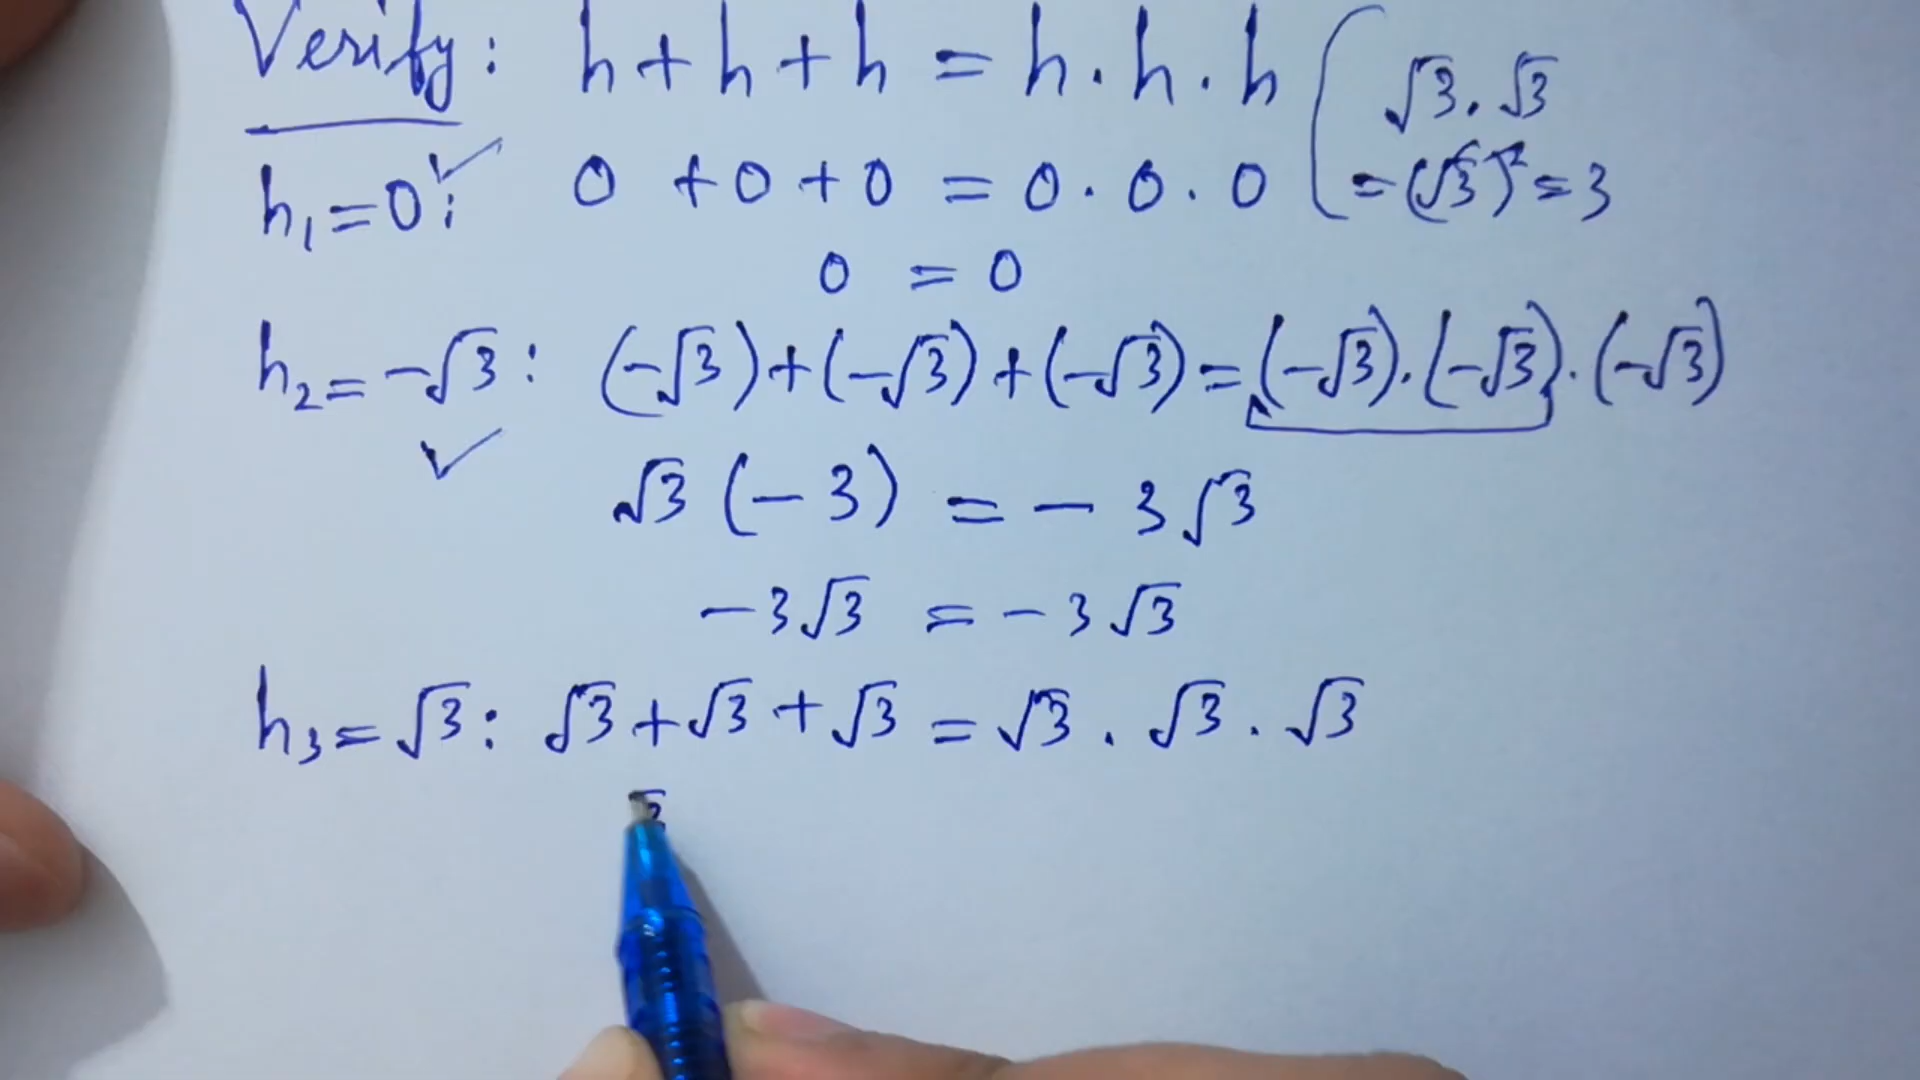 Verify: h + h + h = h . h . h ( √3 . √3
= (√3)² = 3
h₁ = 0 : ✓ 0 + 0 + 0 = 0 . 0 . 0
0 = 0
h₂ = -√3 : (-√3) + (-√3) + (-√3) = (-√3) . (-√3) . (-√3)
✓ √3 (-3) = - 3√3
-3√3 = -3√3
h₃ = √3 : √3 + √3 + √3 = √3 . √3 . √3